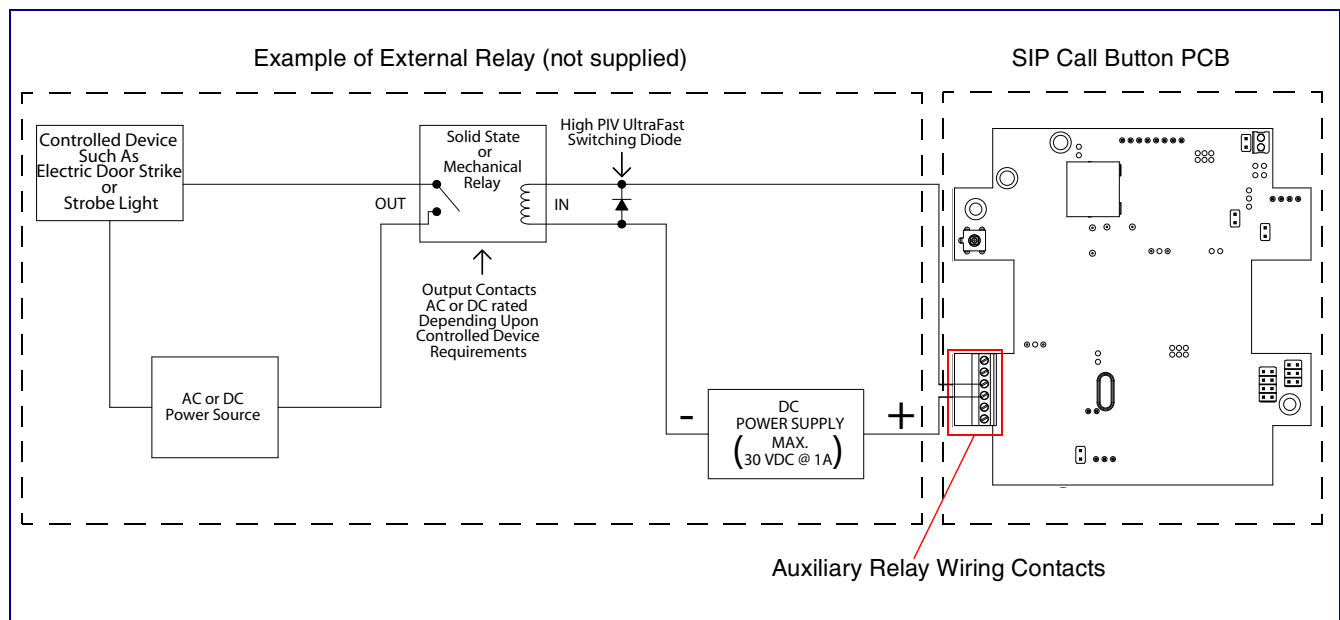 Example of External Relay (not supplied)
SIP Call Button PCB
Controlled Device
Such As
Electric Door Strike
or
Strobe Light
OUT
Solid State
or
Mechanical
Relay
IN
High PIV UltraFast
Switching Diode
Output Contacts
AC or DC rated
Depending Upon
Controlled Device
Requirements
AC or DC
Power Source
-
DC
POWER SUPPLY
(MAX.
30 VDC @ 1A)
+
Auxiliary Relay Wiring Contacts